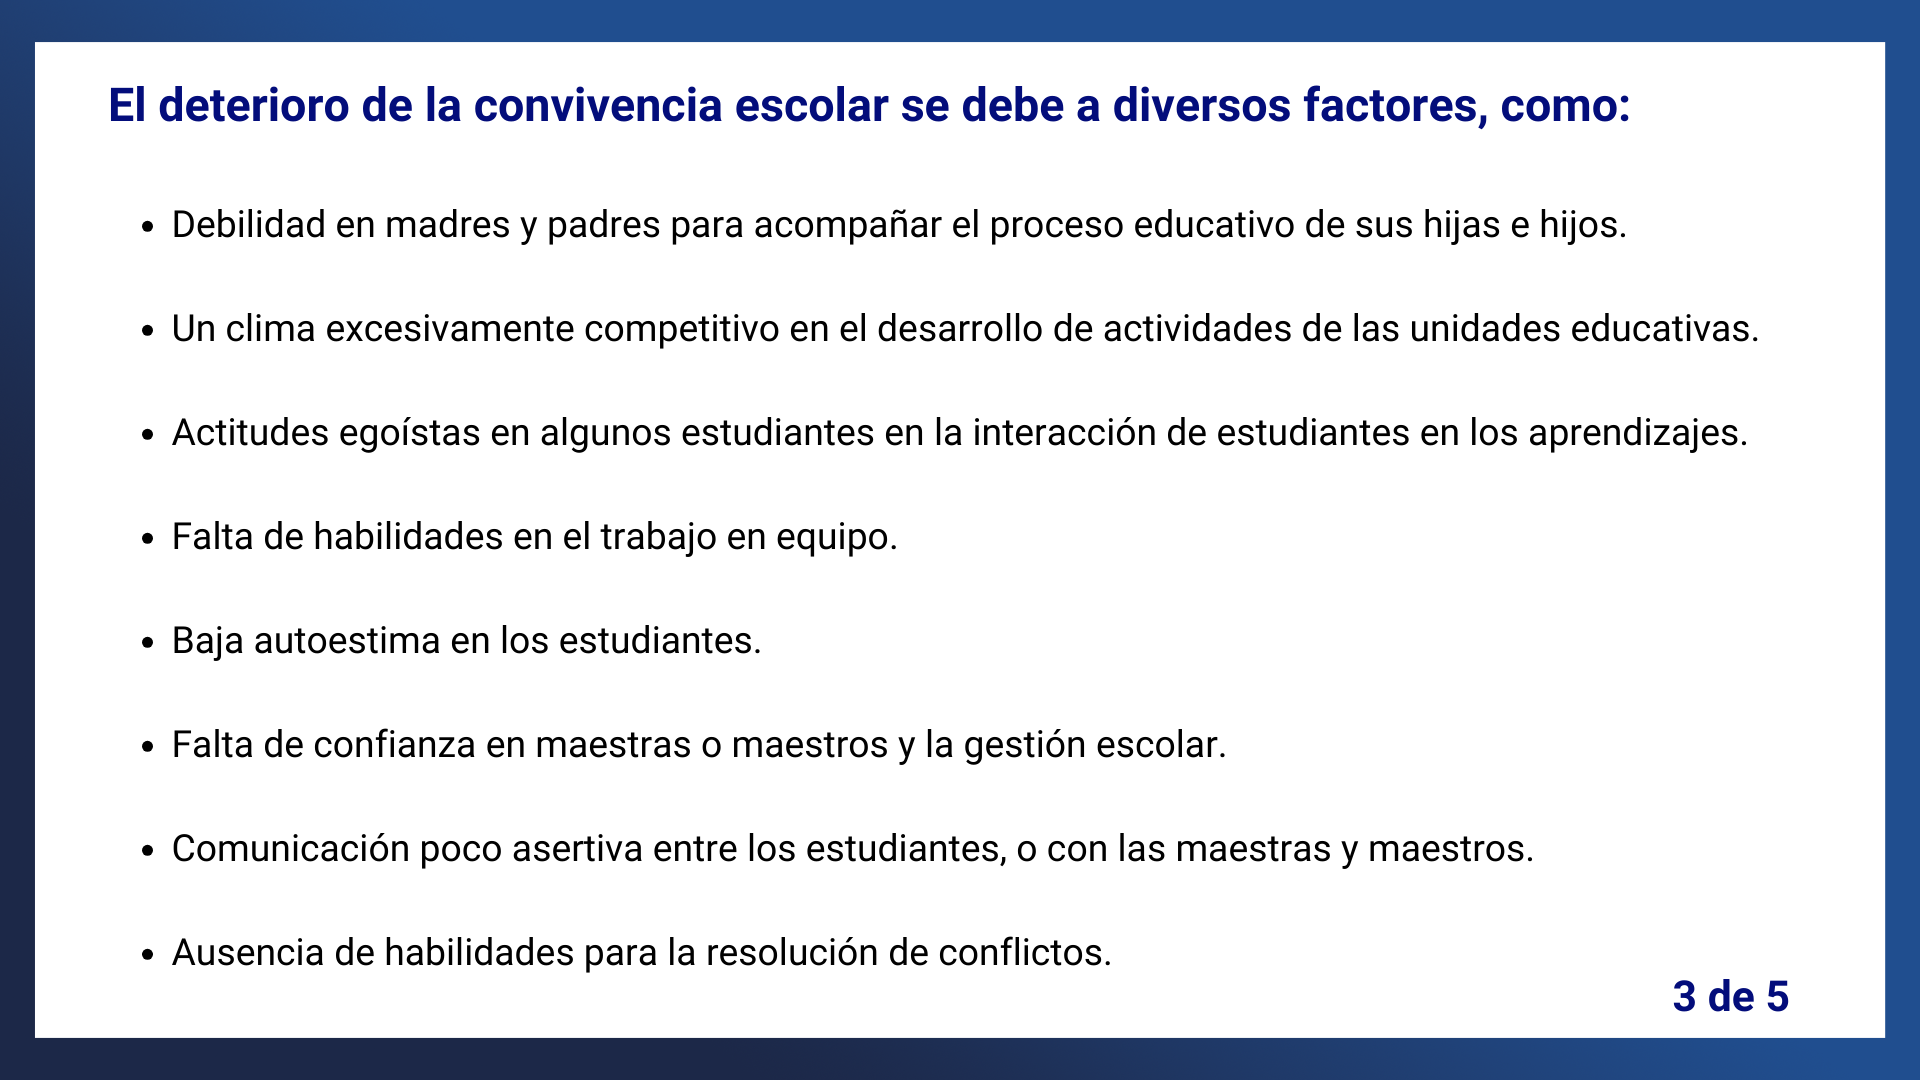 El deterioro de la convivencia escolar se debe a diversos factores, como:
• Debilidad en madres y padres para acompañar el proceso educativo de sus hijas e hijos.
• Un clima excesivamente competitivo en el desarrollo de actividades de las unidades educativas.
• Actitudes egoístas en algunos estudiantes en la interacción de estudiantes en los aprendizajes.
• Falta de habilidades en el trabajo en equipo.
• Baja autoestima en los estudiantes.
• Falta de confianza en maestras o maestros y la gestión escolar.
• Comunicación poco asertiva entre los estudiantes, o con las maestras y maestros.
• Ausencia de habilidades para la resolución de conflictos.
3 de 5